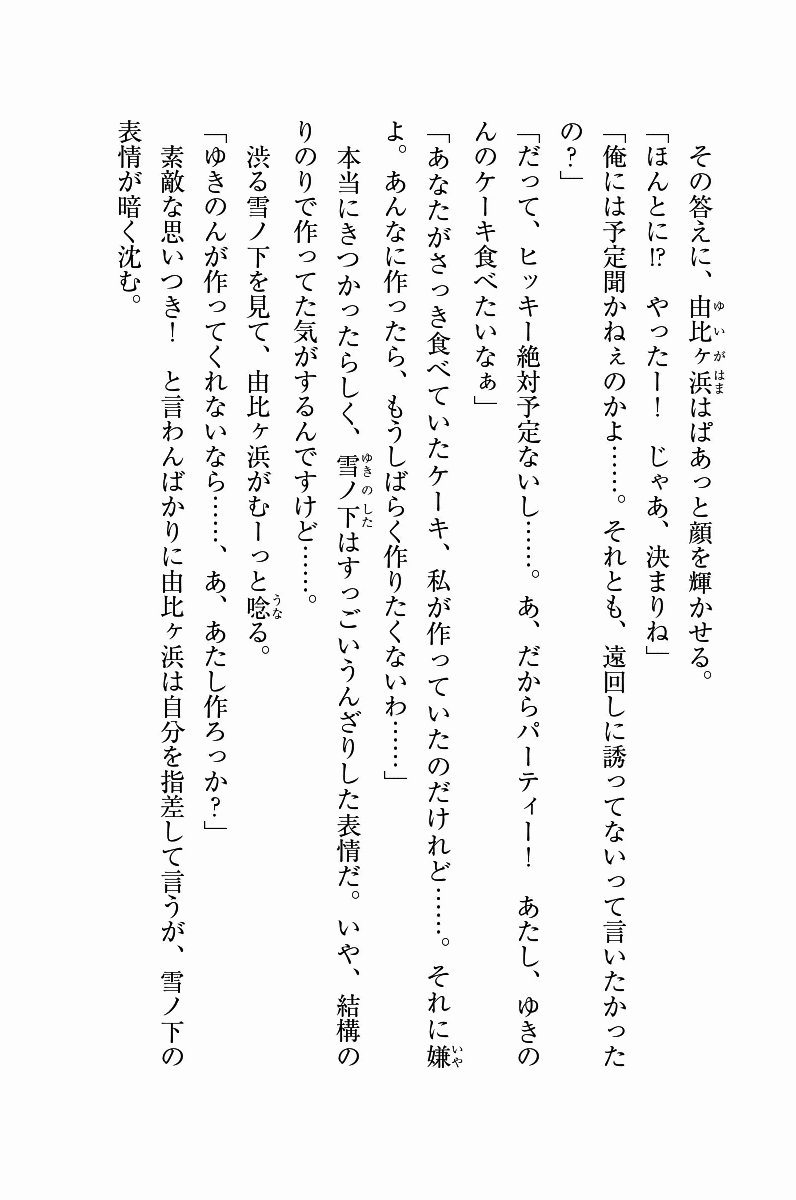 その答えに、由比ヶ浜はぱあっと顔を輝かせる。
「ほんとに!?　やったー！　じゃあ、決まりね」
「俺には予定聞かねぇのかよ……。それとも、遠回しに誘ってないって言いたかった
の？」
「だって、ヒッキー絶対予定ないし……。あ、だからパーティー！　あたし、ゆきの
んのケーキ食べたいなぁ」
「あなたがさっき食べていたケーキ、私が作っていたのだけれど……。それに嫌
よ。あんなに作ったら、もうしばらく作りたくないわ……」
　本当にきつかったらしく、雪ノ下はすっごいうんざりした表情だ。いや、結構の
りのりで作ってた気がするんですけど……。
　渋る雪ノ下を見て、由比ヶ浜がむーっと唸る。
「ゆきのんが作ってくれないなら……、あ、あたし作ろっか？」
　素敵な思いつき！　と言わんばかりに由比ヶ浜は自分を指差して言うが、雪ノ下の
表情が暗く沈む。